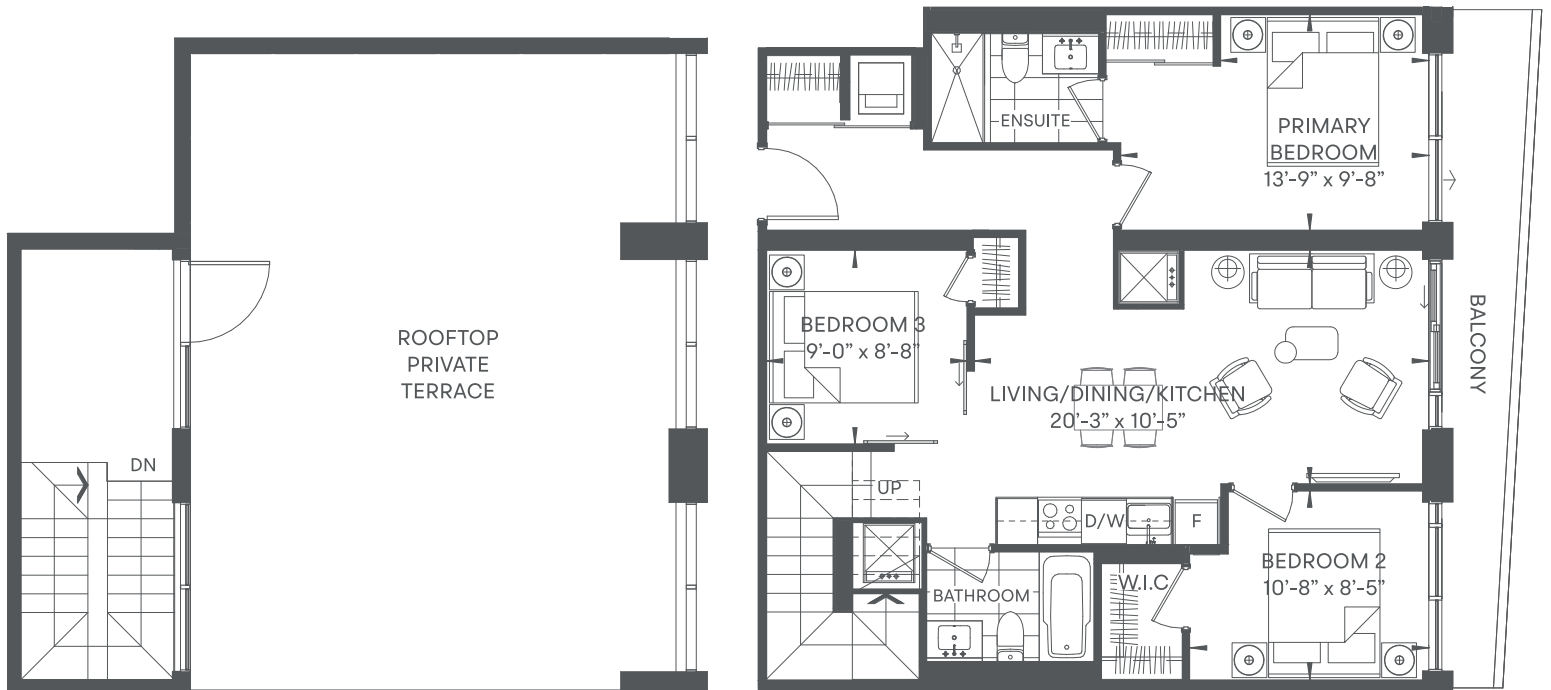 ROOFTOP
PRIVATE
TERRACE
DN
ENSUITE
PRIMARY
BEDROOM
13'-9" x 9'-8"
BEDROOM 3
9'-0" x 8'-8"
LIVING/DINING/KITCHEN
20'-3" x 10'-5"
BALCONY
UP
D/W
F
BATHROOM
W.I.C
BEDROOM 2
10'-8" x 8'-5"